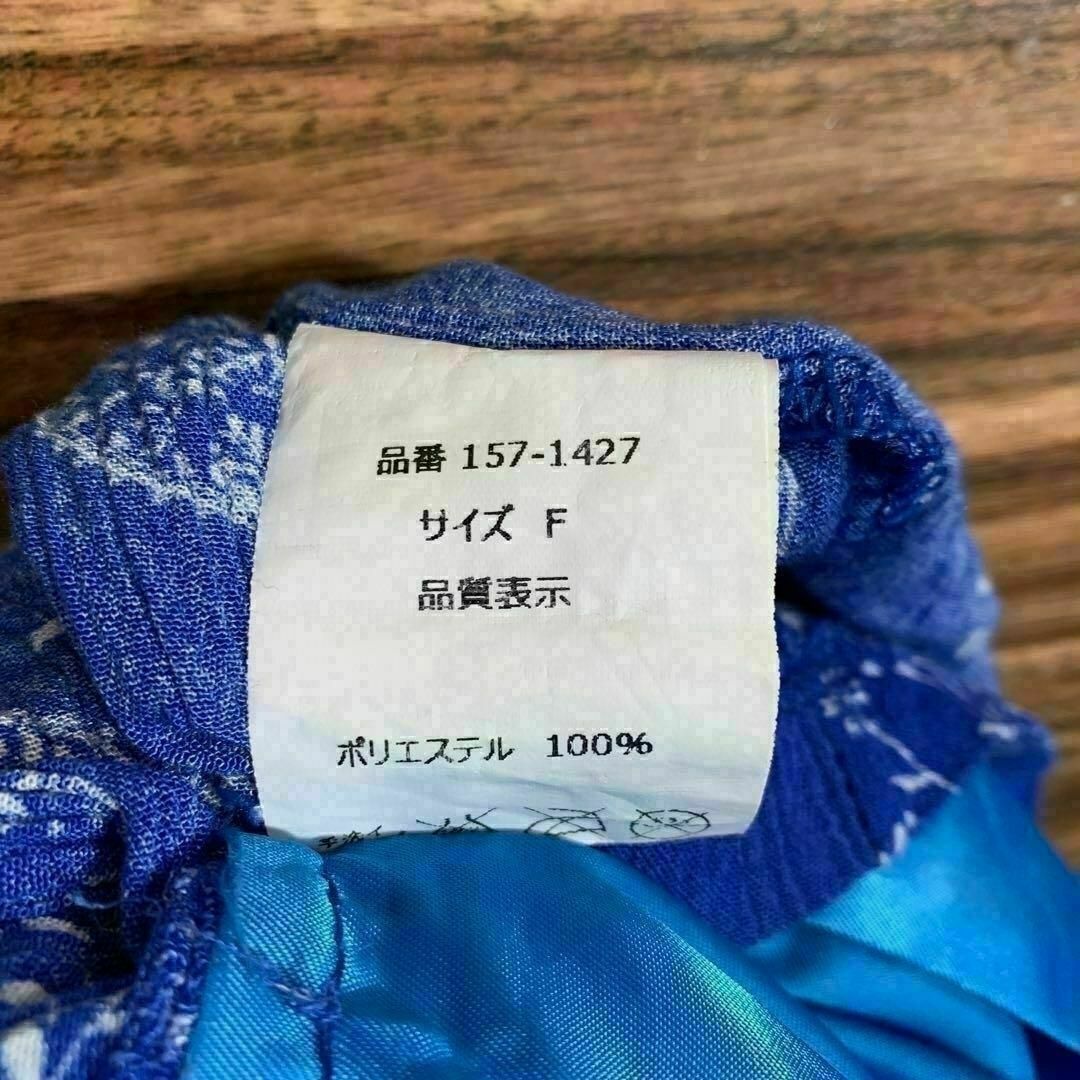 品番 157-1427
サイズ F
品質表示
ポリエステル 100%